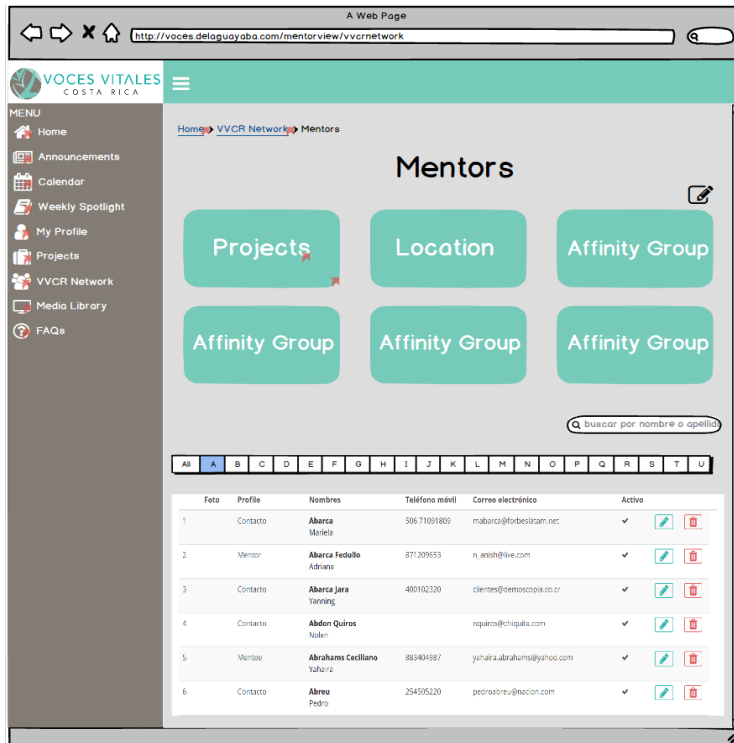 A Web Page
http://voces.delaguayaba.com/mentorview/vvcrnetwork
VOCES VITALES
COSTA RICA
MENU
Home
Announcements
Calendar
Weekly Spotlight
My Profile
Projects
VVCR Network
Media Library
FAQs
Home VVCR Network Mentors
Mentors
Projects Location Affinity Group
Affinity Group Affinity Group Affinity Group
buscar por nombre o apellido
All A B C D E F G H I J K L M N O P Q R S T U
Foto Profile Nombres Teléfono móvil Correo electrónico Activo
1 Contacto Abarca 506 71091809 mabarca@forbeslatam.net
Mariela
2 Mentor Abarca Fedullo 871209653 n_anish@live.com
Adriana
3 Contacto Abarca Jara 400102320 clientes@demoscopia.co.cr
Yanning
4 Contacto Abdon Quiros nquiros@chiquita.com
Nolan
5 Mentee Abrahams Ceciliano 883404987 yahaira.abrahams@yahoo.com
Yahaira
6 Contacto Abreu 254505220 pedroabreu@nacion.com
Pedro